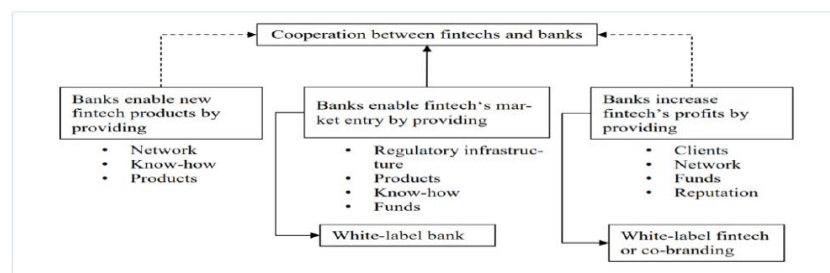 Cooperation between fintechs and banks
Banks enable new
fintech products by
providing
• Network
• Know-how
• Products
Banks enable fintech's mar-
ket entry by providing
• Regulatory infrastruc-
ture
• Products
• Know-how
• Funds
White-label bank
Banks increase
fintech's profits by
providing
• Clients
• Network
• Funds
• Reputation
White-label fintech
or co-branding